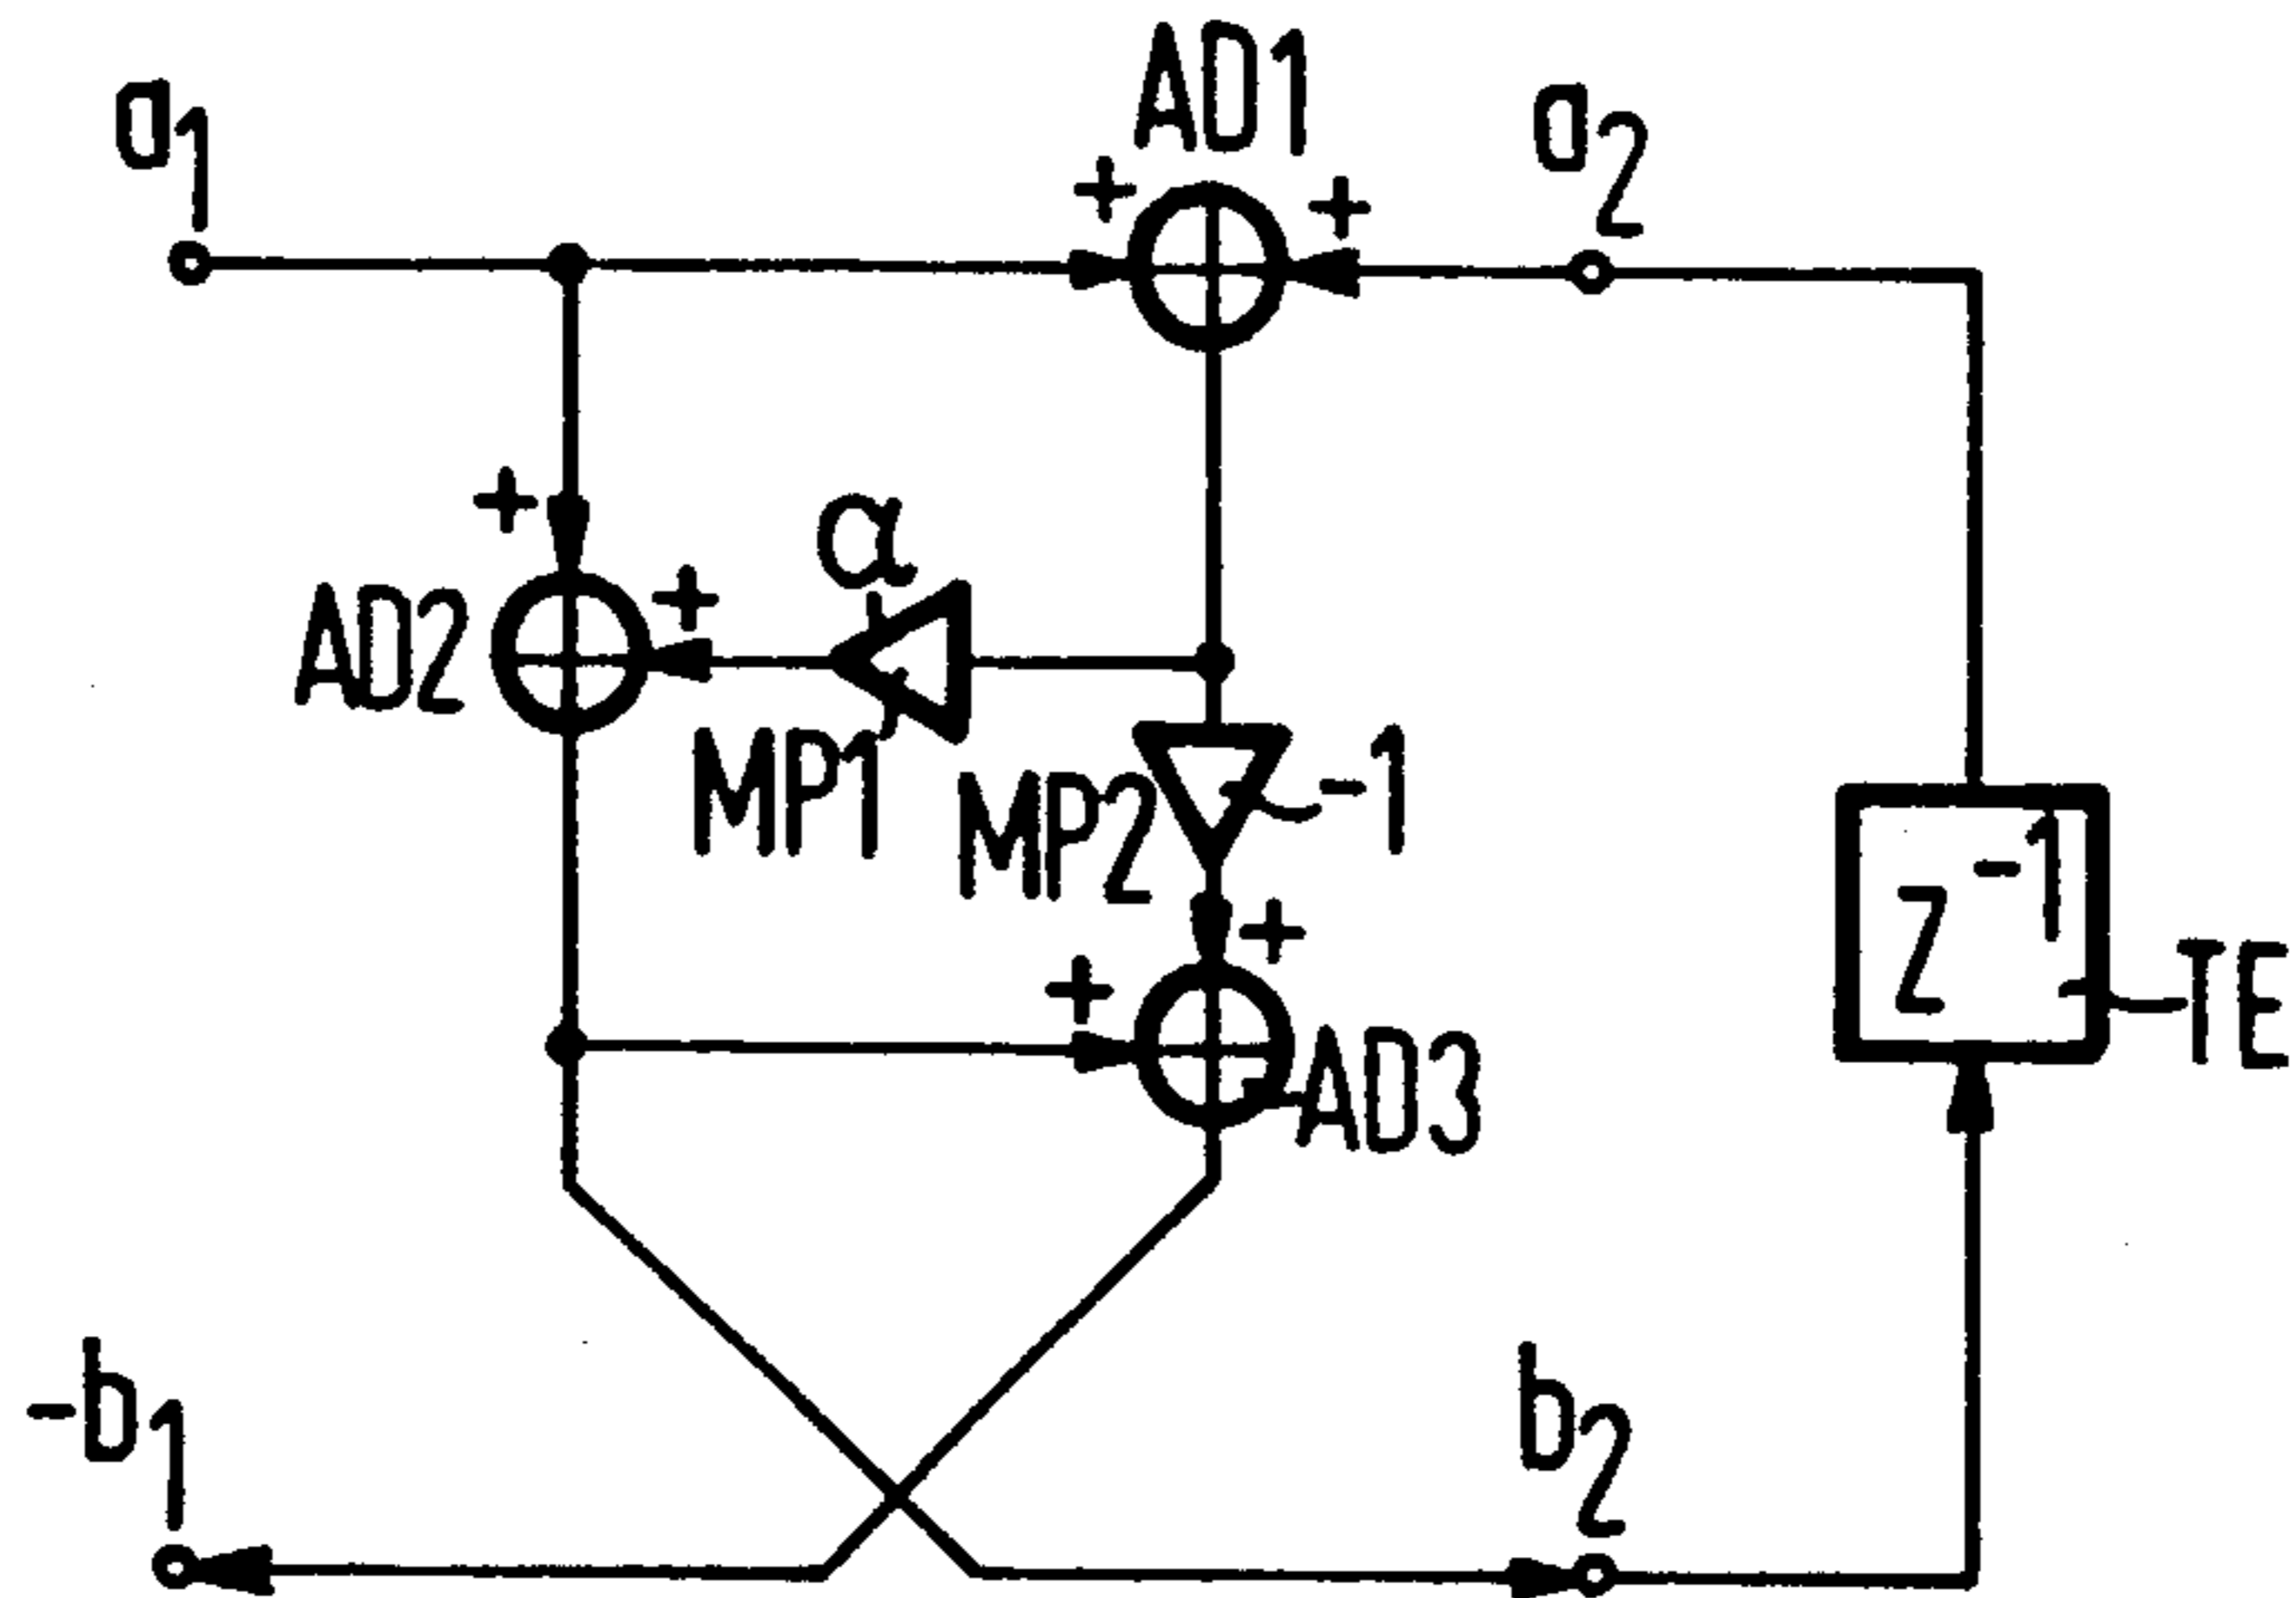 AD1
a1
a2
+
+
+
α
+
AD2
MP1
MP2
-1
+
+
z-1
TE
AD3
-b1
b2